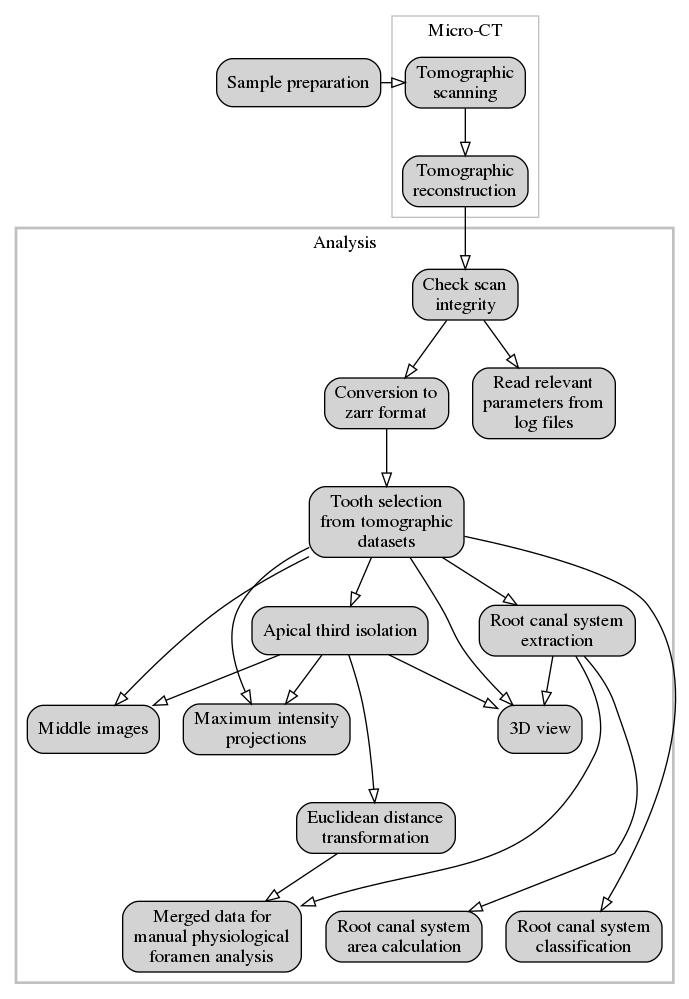 Micro-CT
Sample preparation
Tomographic
scanning
Tomographic
reconstruction
Analysis
Check scan
integrity
Conversion to
zarr format
Read relevant
parameters from
log files
Tooth selection
from tomographic
datasets
Apical third isolation
Root canal system
extraction
Middle images
Maximum intensity
projections
3D view
Euclidean distance
transformation
Merged data for
manual physiological
foramen analysis
Root canal system
area calculation
Root canal system
classification